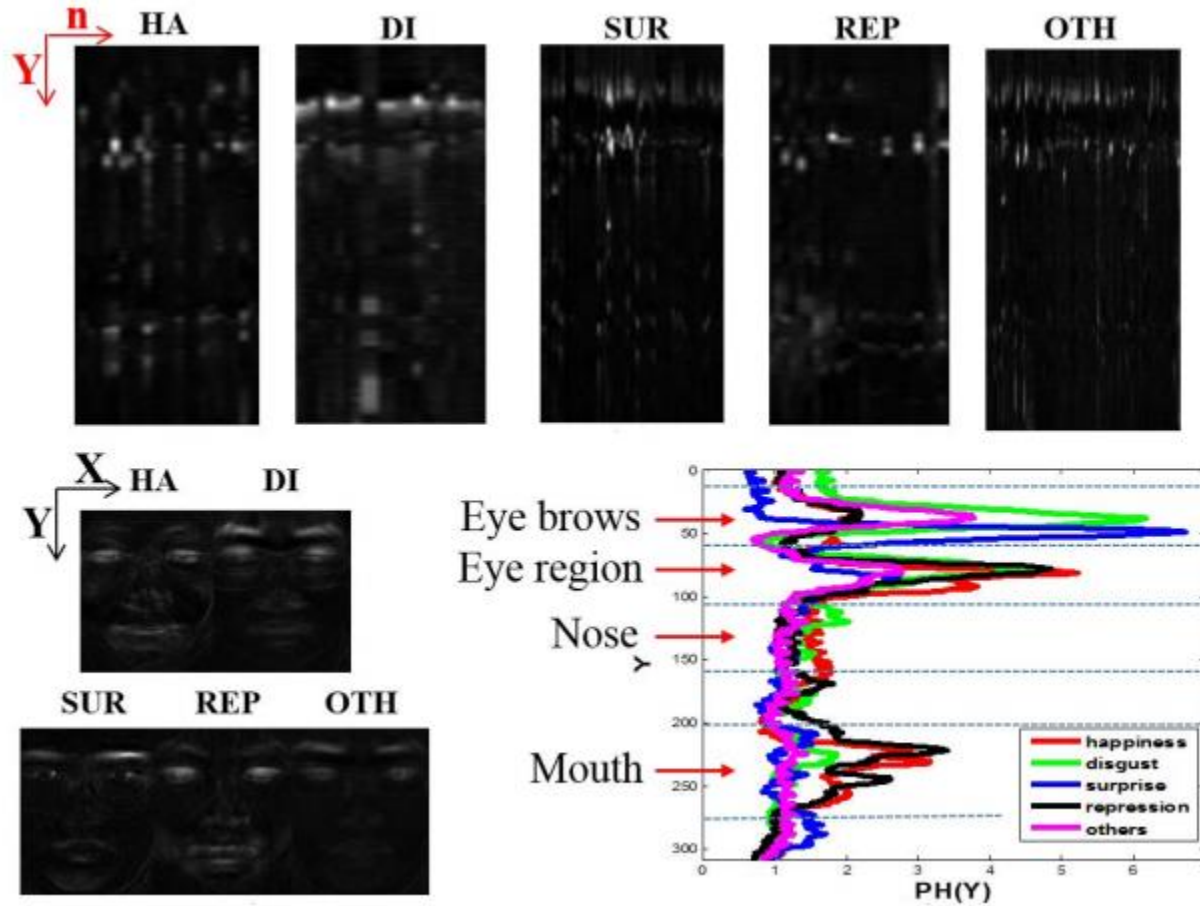 n
HA
DI
SUR
REP
OTH
Y
X
HA
DI
Y
SUR
REP
OTH
Eye brows
Eye region
Nose
Mouth
0
50
100
150
200
250
300
Y
happiness
disgust
surprise
repression
others
0 1 2 3 4 5 6
PH(Y)